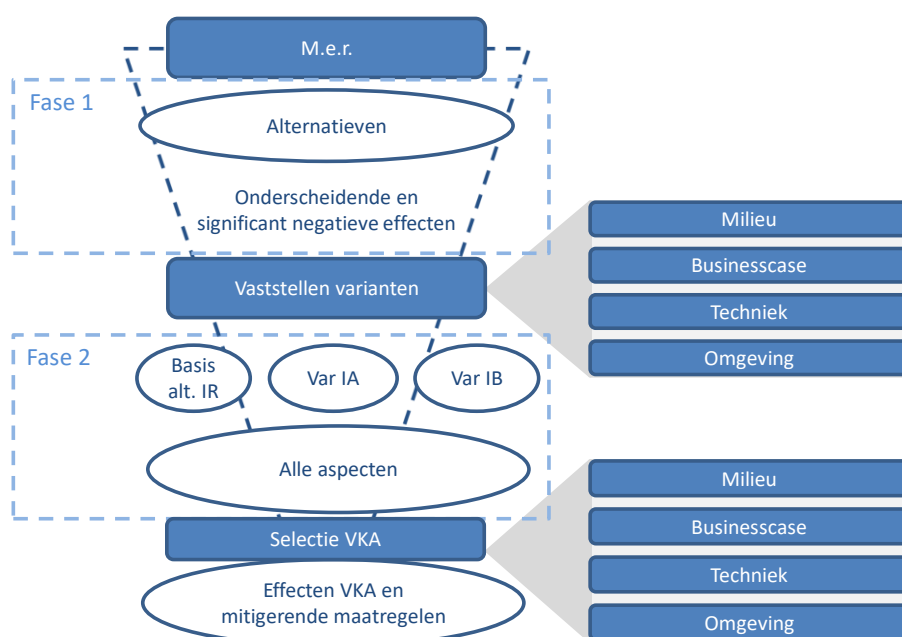 M.e.r.
Fase 1
Alternatieven
Onderscheidende en
significant negatieve effecten
Vaststellen varianten
Milieu
Businesscase
Techniek
Omgeving
Fase 2
Basis
alt. IR
Var IA
Var IB
Alle aspecten
Selectie VKA
Effecten VKA en
mitigerende maatregelen
Milieu
Businesscase
Techniek
Omgeving